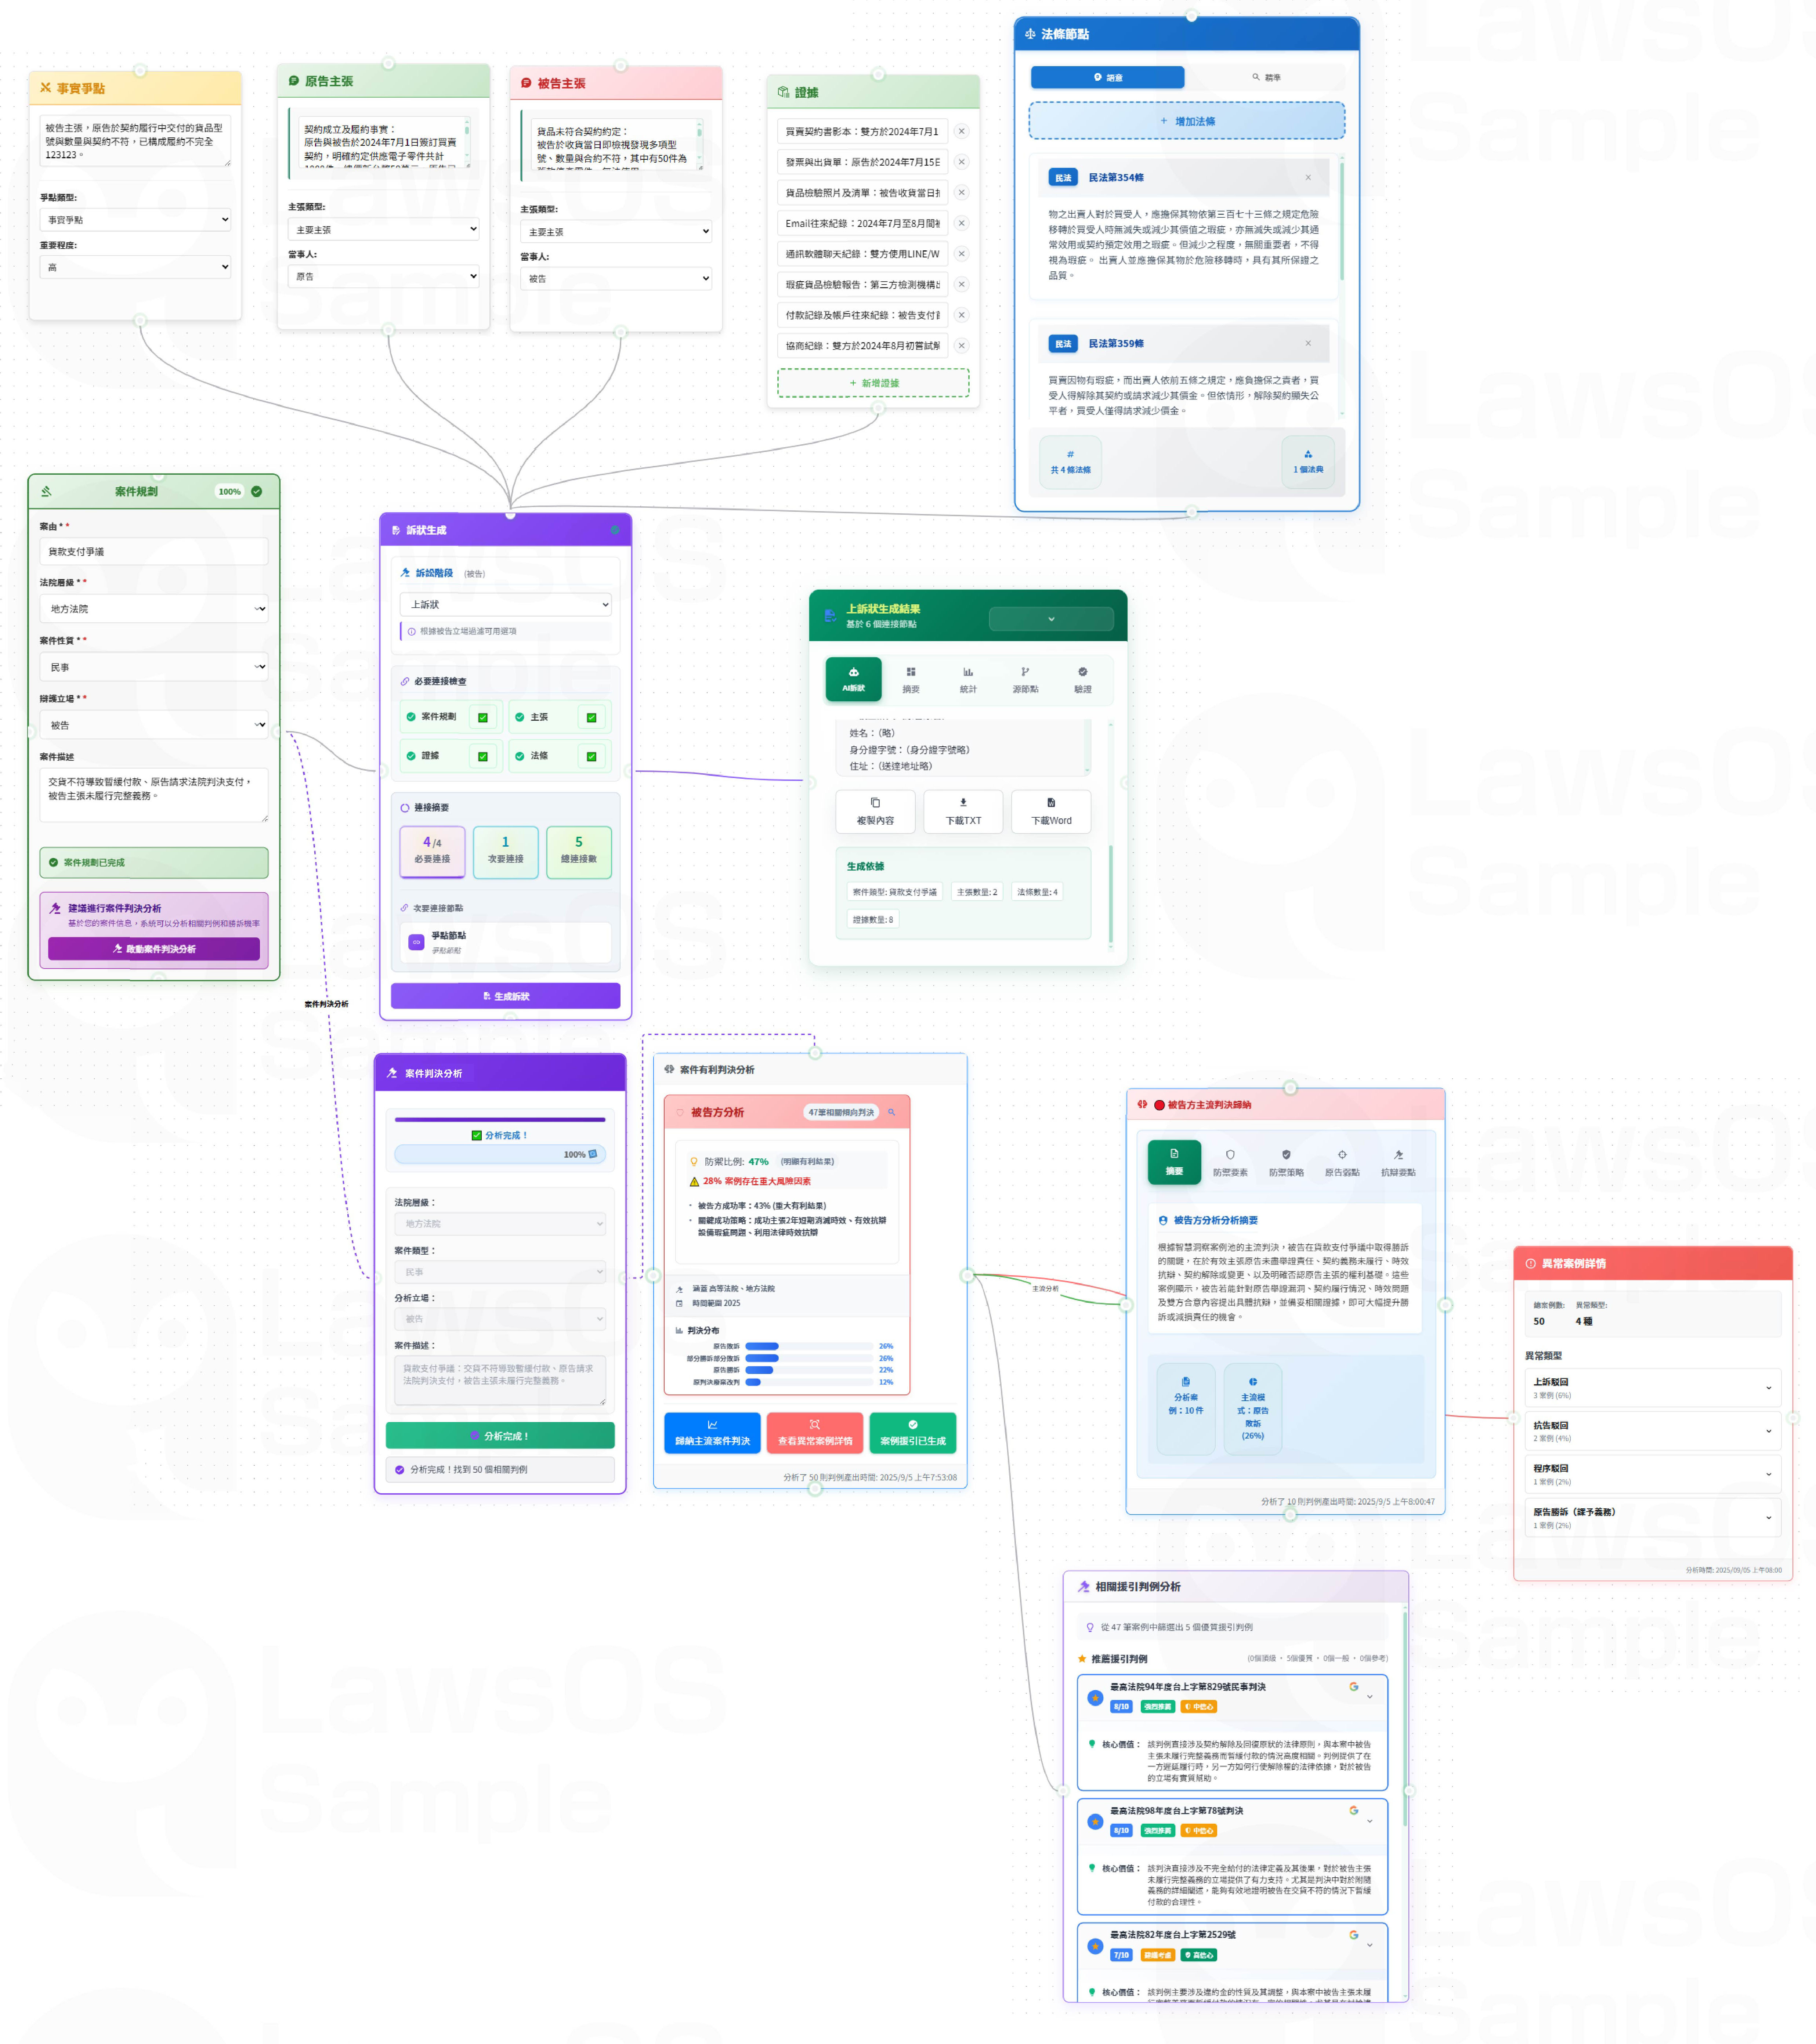 事實爭點
被告主張，原告於契約履行中交付的貨品型
號與數量與契約不符，已構成履約不完全
123123。
爭點類型:
事實爭點
重要程度:
高
原告主張
契約成立及履約事實：
原告與被告於2024年7月1日簽訂買賣
契約，明確約定供應電子零件共計
主張類型:
主要主張
當事人:
原告
被告主張
貨品未符合契約約定：
被告於收貨當日即檢視發現多項型
號、數量與合約不符，其中有50件為
主張類型:
主要主張
當事人:
被告
證據
買賣契約書影本：雙方於2024年7月1
發票與出貨單：原告於2024年7月15日
貨品檢驗照片及清單：被告收貨當日
Email往來紀錄：2024年7月至8月間
通訊軟體聊天紀錄：雙方使用LINE/W
瑕疵貨品檢驗報告：第三方檢測機構
付款記錄及帳戶往來紀錄：被告支付
協商紀錄：雙方於2024年8月初嘗試
+ 新增證據
法條節點
語意
精準
+ 增加法條
民法 民法第354條
物之出賣人對於買受人，應擔保其物依第三百七十三條之規定危險
移轉於買受人時無滅失或減少其價值之瑕疵，亦無滅失或減少其通
常效用或契約預定效用之瑕疵。但減少之程度，無關重要者，不得
視為瑕疵。 出賣人並應擔保其物於危險移轉時，具有其所保證之
品質。
民法 民法第359條
買賣因物有瑕疵，而出賣人依前五條之規定，應負擔保之責者，買
受人得解除其契約或請求減少其價金。但依情形，解除契約顯失公
平者，買受人僅得請求減少價金。
#
共 4 條法條
1 個法典
案件規劃
100%
案由 * *
貨款支付爭議
法院層級 * *
地方法院
案件性質 * *
民事
辯護立場 * *
被告
案件描述
交貨不符導致暫緩付款、原告請求法院判決支付，
被告主張未履行完整義務。
案件規劃已完成
建議進行案件判決分析
基於您的案件信息，系統可以分析相關判例和勝訴機率
啟動案件判決分析
案件判決分析
訴狀生成
訴訟階段 (被告)
上訴狀
根據被告立場過濾可用選項
必要連接檢查
案件規劃
主張
證據
法條
連接摘要
4 /4
必要連接
1
次要連接
5
總連接數
次要連接節點
爭點節點
爭點節點
生成訴狀
上訴狀生成結果
基於 6 個連接節點
AI訴狀
摘要
統計
源節點
驗證
姓名：（略）
身分證字號：（身分證字號略）
住址：（送達地址略）
複製內容
下載TXT
下載Word
生成依據
案件類型: 貨款支付爭議
主張數量: 2
法條數量: 4
證據數量: 8
案件判決分析
分析完成！
100%
法院層級：
地方法院
案件類型：
民事
分析立場：
被告
案件描述：
貨款支付爭議：交貨不符導致暫緩付款、原告請求
法院判決支付，被告主張未履行完整義務。
分析完成！
分析完成！找到 50 個相關判例
案件有利判決分析
被告方分析
47筆相關傾向判決
防禦比例: 47% (明顯有利結果)
28% 案例存在重大風險因素
• 被告方成功率：43% (重大有利結果)
• 關鍵成功策略：成功主張2年短期消滅時效、有效抗辯
設備瑕疵問題、利用法律時效抗辯
涵蓋 高等法院、地方法院
時間範圍 2025
判決分布
原告敗訴 26%
部分勝訴部分敗訴 26%
原告勝訴 22%
原判決廢棄改判 12%
歸納主流案件判決
查看異常案例詳情
案例援引已生成
分析了 50 則判例產出時間: 2025/9/5 上午7:53:08
主流分析
被告方主流判決歸納
摘要
防禦要素
防禦策略
原告弱點
抗辯要點
被告方分析分析摘要
根據智慧洞察案例池的主流判決，被告在貨款支付爭議中取得勝訴
的關鍵，在於有效主張原告未盡舉證責任、契約義務未履行、時效
抗辯、契約解除或變更、以及明確否認原告主張的權利基礎。這些
案例顯示，被告若能針對原告舉證漏洞、契約履行情況、時效問題
及雙方合意內容提出具體抗辯，並備妥相關證據，即可大幅提升勝
訴或減損責任的機會。
分析案
例：10 件
主流模
式：原告
敗訴
(26%)
分析了 10 則判例產出時間: 2025/9/5 上午8:00:47
異常案例詳情
總案例數:
50
異常類型:
4 種
異常類型
上訴駁回
3 案例 (6%)
抗告駁回
2 案例 (4%)
程序駁回
1 案例 (2%)
原告勝訴（課予義務）
1 案例 (2%)
分析時間: 2025/09/05 上午08:00
相關援引判例分析
從 47 筆案例中篩選出 5 個優質援引判例
推薦援引判例
(0個頂級 • 5個優質 • 0個一般 • 0個參考)
最高法院94年度台上字第829號民事判決
8/10 強烈推薦 中信心
核心價值：
該判例直接涉及契約解除及回復原狀的法律原則，與本案中被告
主張未履行完整義務而暫緩付款的情況高度相關。判例提供了在
一方遲延履行時，另一方如何行使解除權的法律依據，對於被告
的立場有實質幫助。
最高法院98年度台上字第78號判決
8/10 強烈推薦 中信心
核心價值：
該判決直接涉及不完全給付的法律定義及其後果，對於被告主張
未履行完整義務的立場提供了有力支持。尤其是判決中對於附隨
義務的詳細闡述，能夠有效地證明被告在交貨不符的情況下暫緩
付款的合理性。
最高法院82年度台上字第2529號
7/10 建議考慮 高信心
核心價值：
該判例主要涉及違約金的性質及其調整，與本案中被告主張未履
LawsOS
Sample